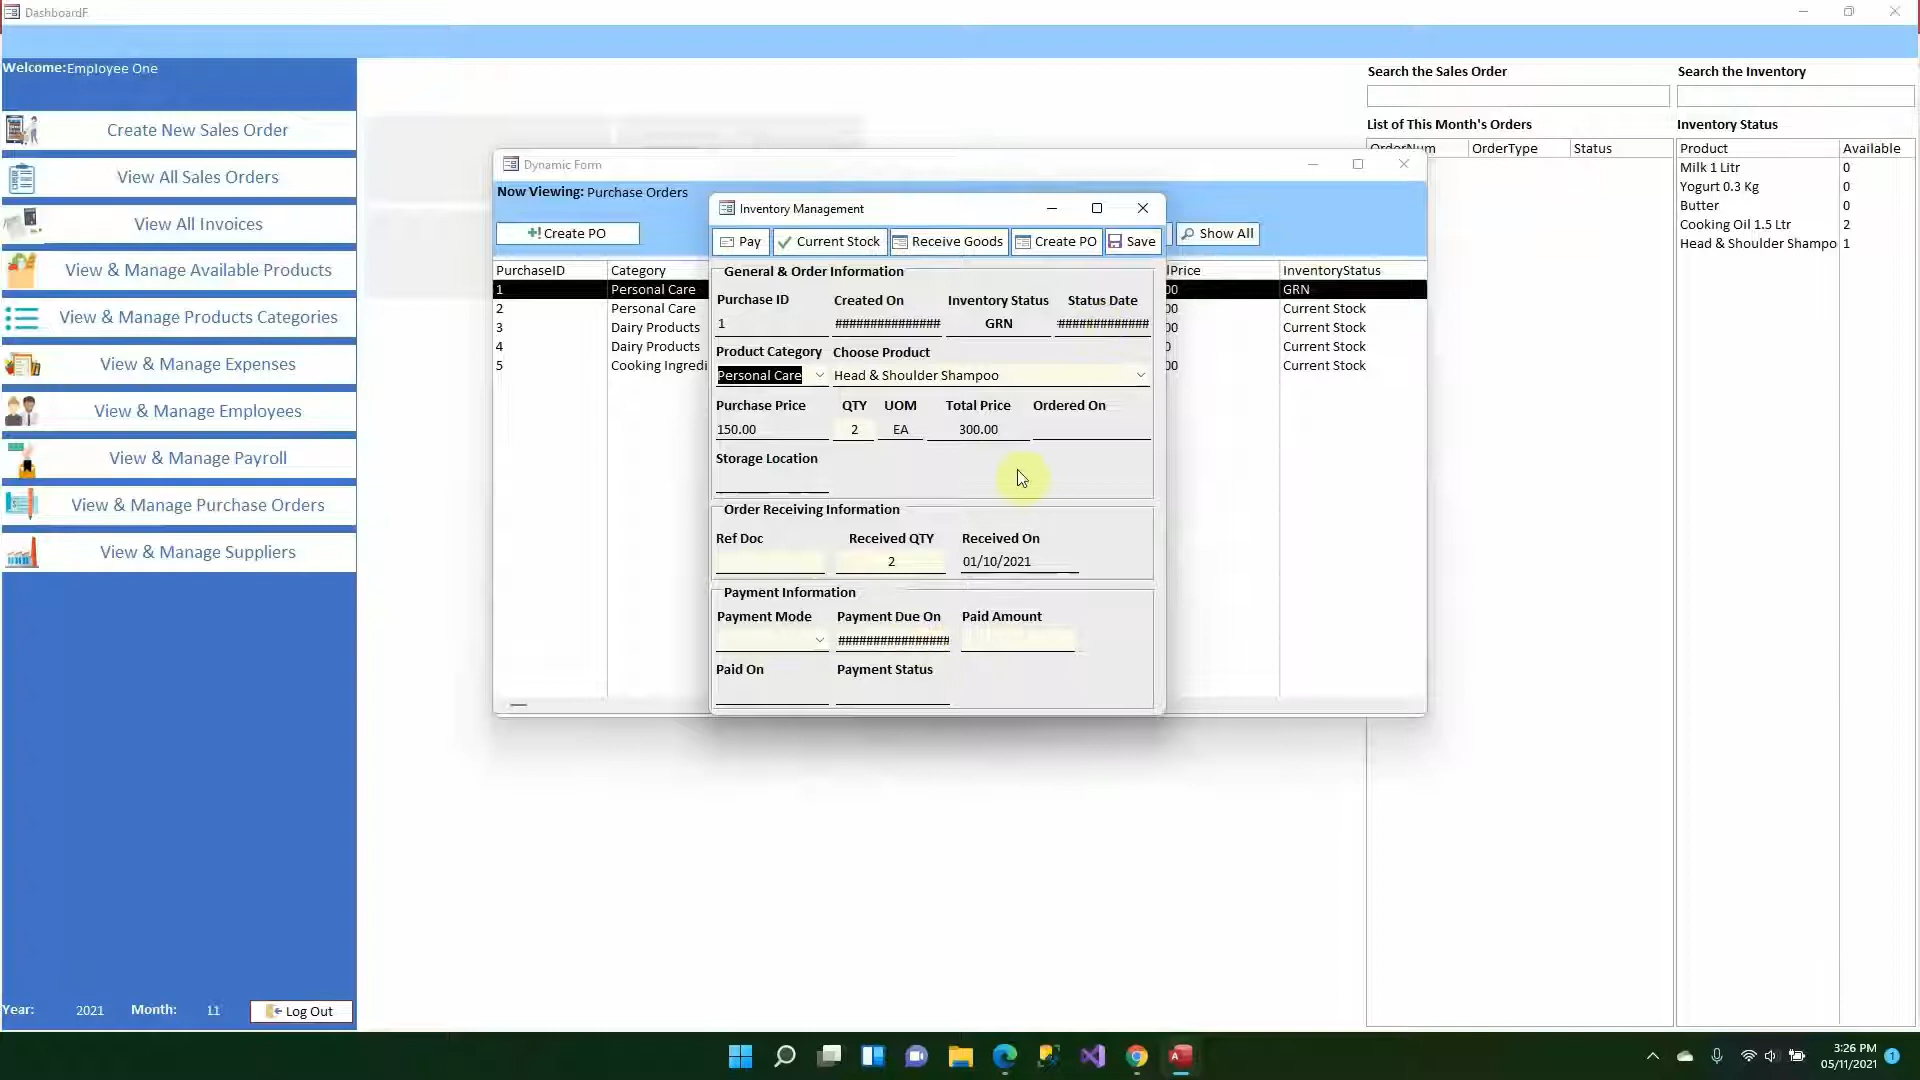 DashboardF
Welcome:Employee One
Create New Sales Order
View All Sales Orders
View All Invoices
View & Manage Available Products
View & Manage Products Categories
View & Manage Expenses
View & Manage Employees
View & Manage Payroll
View & Manage Purchase Orders
View & Manage Suppliers
Year: 2021 Month: 11 Log Out
Dynamic Form
Now Viewing: Purchase Orders
Create PO
Show All
PurchaseID Category lPrice InventoryStatus
1 Personal Care 00 GRN
2 Personal Care 00 Current Stock
3 Dairy Products 00 Current Stock
4 Dairy Products 0 Current Stock
5 Cooking Ingredi 00 Current Stock
Inventory Management
Pay Current Stock Receive Goods Create PO Save
General & Order Information
Purchase ID Created On Inventory Status Status Date
1 ############### GRN #############
Product Category Choose Product
Personal Care Head & Shoulder Shampoo
Purchase Price QTY UOM Total Price Ordered On
150.00 2 EA 300.00
Storage Location
Order Receiving Information
Ref Doc Received QTY Received On
2 01/10/2021
Payment Information
Payment Mode Payment Due On Paid Amount
################
Paid On Payment Status
Search the Sales Order
List of This Month's Orders
OrderNum OrderType Status
Search the Inventory
Inventory Status
Product Available
Milk 1 Litr 0
Yogurt 0.3 Kg 0
Butter 0
Cooking Oil 1.5 Ltr 2
Head & Shoulder Shampo 1
3:26 PM
05/11/2021
1